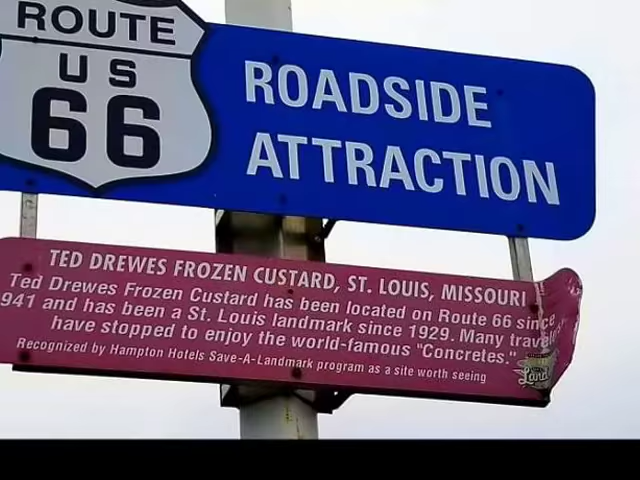 ROUTE
US
66
ROADSIDE
ATTRACTION
TED DREWES FROZEN CUSTARD, ST. LOUIS, MISSOURI
Ted Drewes Frozen Custard has been located on Route 66 since
941 and has been a St. Louis landmark since 1929. Many
have stopped to enjoy the world-famous "Concretes."
Recognized by Hampton Hotels Save-A-Landmark program as a site worth seeing